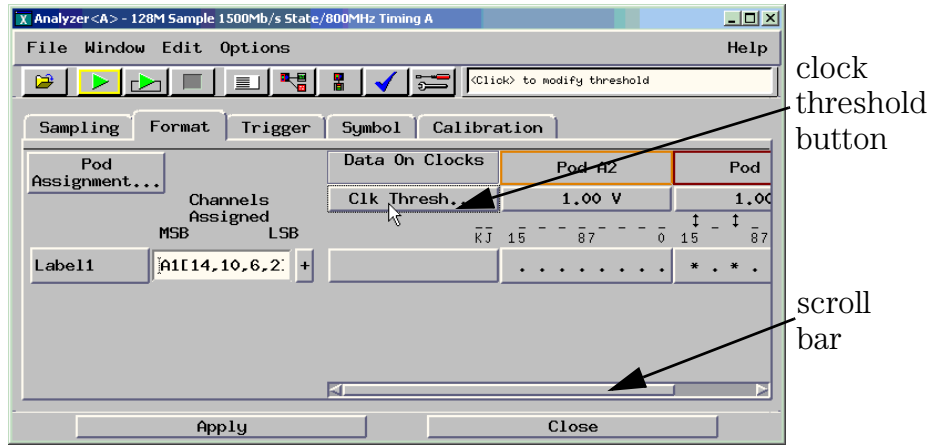 Analyzer<A> - 128M Sample 1500Mb/s State/800MHz Timing A
File Window Edit Options Help
<Click> to modify threshold
Sampling Format Trigger Symbol Calibration
Pod Assignment...
Channels Assigned
MSB LSB
Data On Clocks Pod A2 Pod
Clk Thresh... 1.00 V 1.00
KJ 15 87 0 15 87
Label1 A1[14,10,6,2] + . . . . . . . . * . * .
Apply Close
clock
threshold
button
scroll
bar